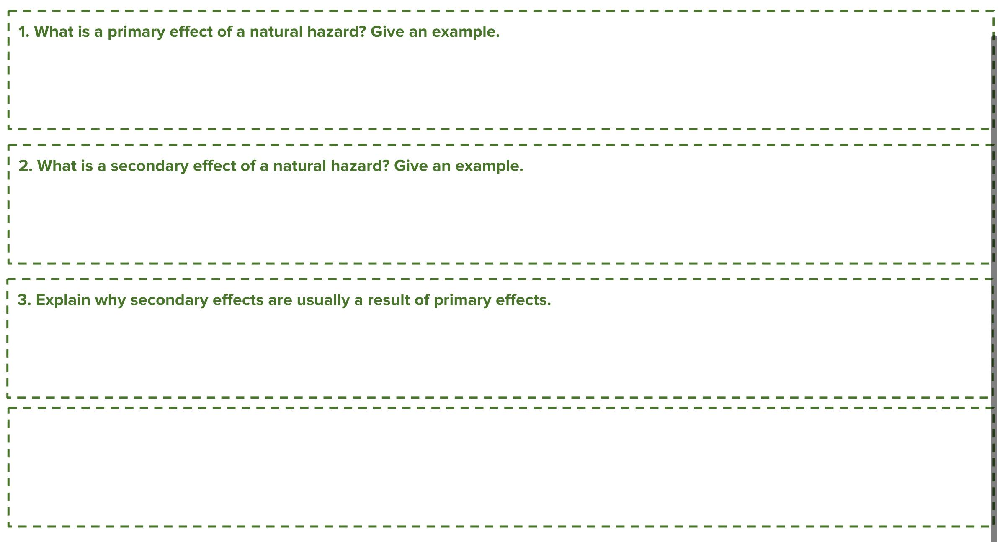 1. What is a primary effect of a natural hazard? Give an example.
2. What is a secondary effect of a natural hazard? Give an example.
3. Explain why secondary effects are usually a result of primary effects.